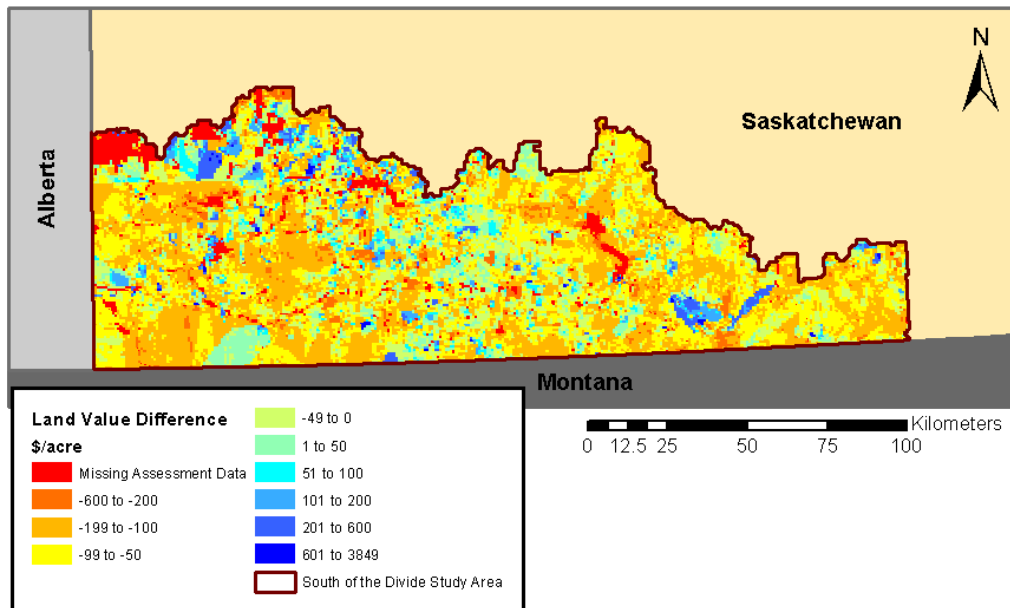 N
Saskatchewan
Alberta
Montana
Land Value Difference
$/acre
Missing Assessment Data
-600 to -200
-199 to -100
-99 to -50
-49 to 0
1 to 50
51 to 100
101 to 200
201 to 600
601 to 3849
South of the Divide Study Area
Kilometers
0 12.5 25 50 75 100